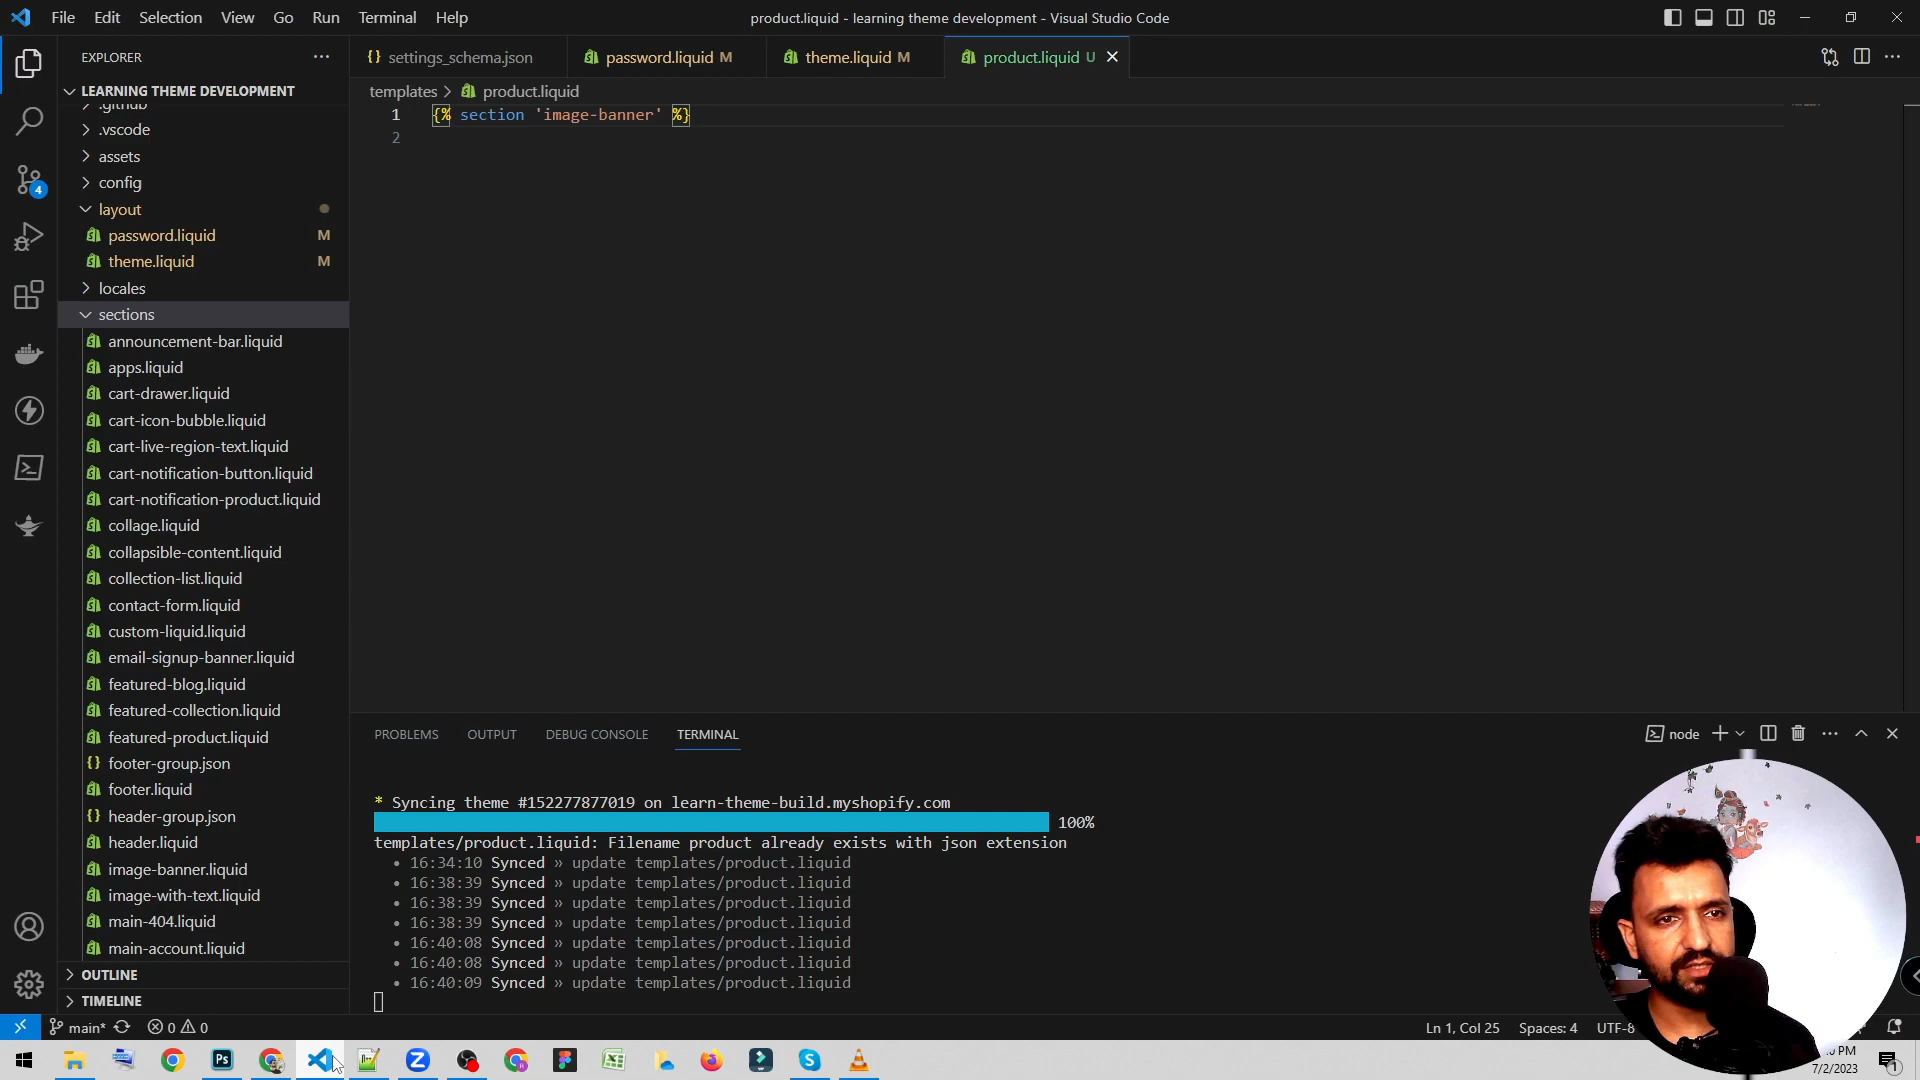 File Edit Selection View Go Run Terminal Help
product.liquid - learning theme development - Visual Studio Code
EXPLORER
settings_schema.json
password.liquid M
theme.liquid M
product.liquid U
LEARNING THEME DEVELOPMENT
templates > product.liquid
.github
.vscode
assets
config
layout
password.liquid M
theme.liquid M
locales
sections
announcement-bar.liquid
apps.liquid
cart-drawer.liquid
cart-icon-bubble.liquid
cart-live-region-text.liquid
cart-notification-button.liquid
cart-notification-product.liquid
collage.liquid
collapsible-content.liquid
collection-list.liquid
contact-form.liquid
custom-liquid.liquid
email-signup-banner.liquid
featured-blog.liquid
featured-collection.liquid
featured-product.liquid
footer-group.json
footer.liquid
header-group.json
header.liquid
image-banner.liquid
image-with-text.liquid
main-404.liquid
main-account.liquid
OUTLINE
TIMELINE
1 {% section 'image-banner' %}
2
PROBLEMS OUTPUT DEBUG CONSOLE TERMINAL
node
* Syncing theme #152277877019 on learn-theme-build.myshopify.com
100%
templates/product.liquid: Filename product already exists with json extension
• 16:34:10 Synced » update templates/product.liquid
• 16:38:39 Synced » update templates/product.liquid
• 16:38:39 Synced » update templates/product.liquid
• 16:38:39 Synced » update templates/product.liquid
• 16:40:08 Synced » update templates/product.liquid
• 16:40:08 Synced » update templates/product.liquid
• 16:40:09 Synced » update templates/product.liquid
4
main* 0 0
Ln 1, Col 25 Spaces: 4 UTF-8
Ps
PM
7/2/2023
1